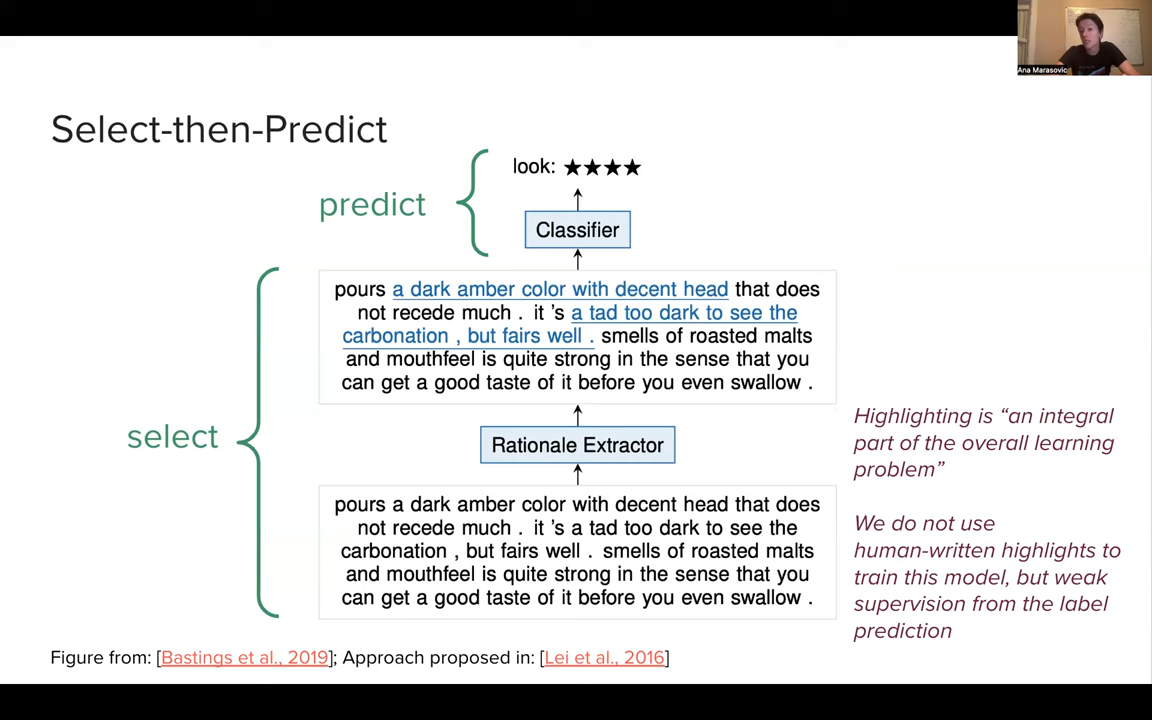 Ana Marasovic
Select-then-Predict
look: ★★★★
predict
Classifier
pours a dark amber color with decent head that does
not recede much . it 's a tad too dark to see the
carbonation , but fairs well . smells of roasted malts
and mouthfeel is quite strong in the sense that you
can get a good taste of it before you even swallow .
select
Rationale Extractor
pours a dark amber color with decent head that does
not recede much . it 's a tad too dark to see the
carbonation , but fairs well . smells of roasted malts
and mouthfeel is quite strong in the sense that you
can get a good taste of it before you even swallow .
Highlighting is “an integral
part of the overall learning
problem”
We do not use
human-written highlights to
train this model, but weak
supervision from the label
prediction
Figure from: [Bastings et al., 2019]; Approach proposed in: [Lei et al., 2016]